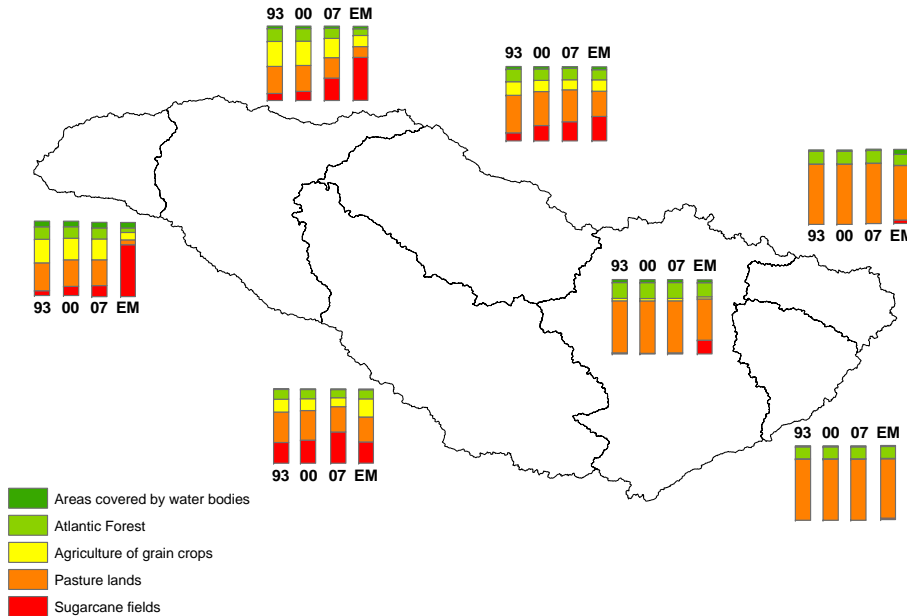 93 00 07 EM
93 00 07 EM
93 00 07 EM
93 00 07 EM
93 00 07 EM
93 00 07 EM
93 00 07 EM
Areas covered by water bodies
Atlantic Forest
Agriculture of grain crops
Pasture lands
Sugarcane fields